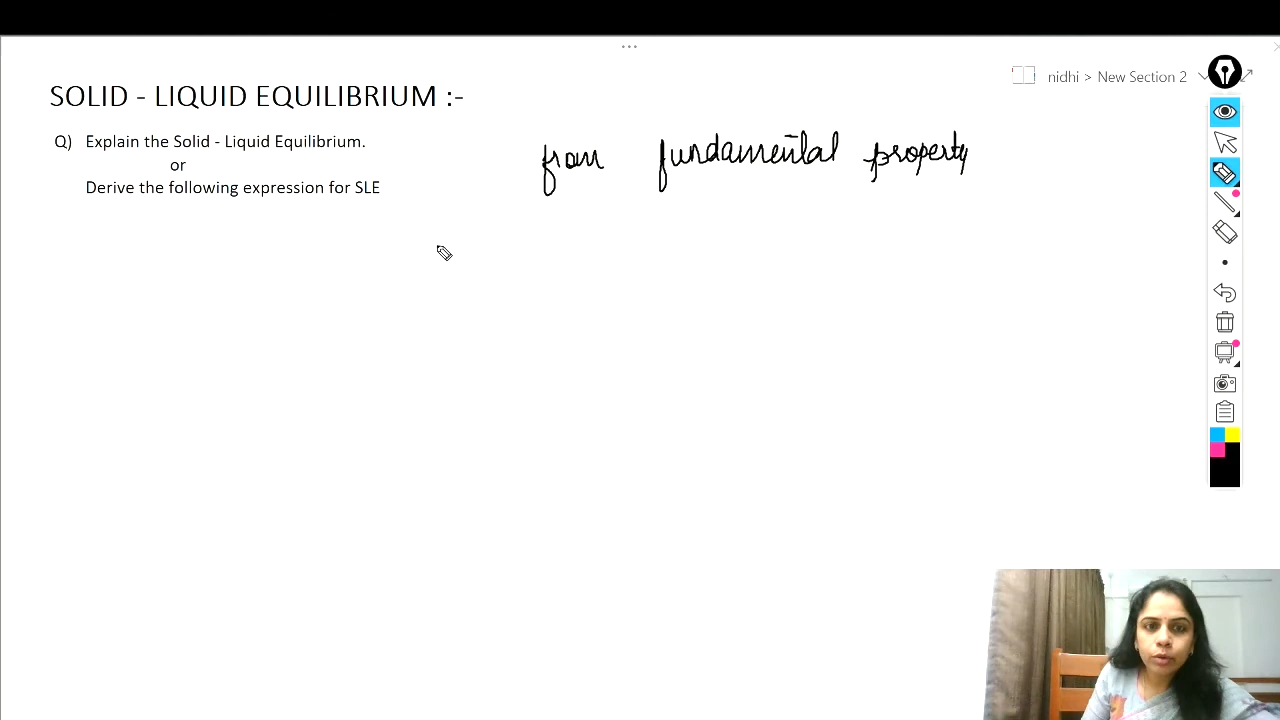 nidhi > New Section 2
SOLID - LIQUID EQUILIBRIUM :-
Q) Explain the Solid - Liquid Equilibrium.
or
Derive the following expression for SLE
from fundamental property